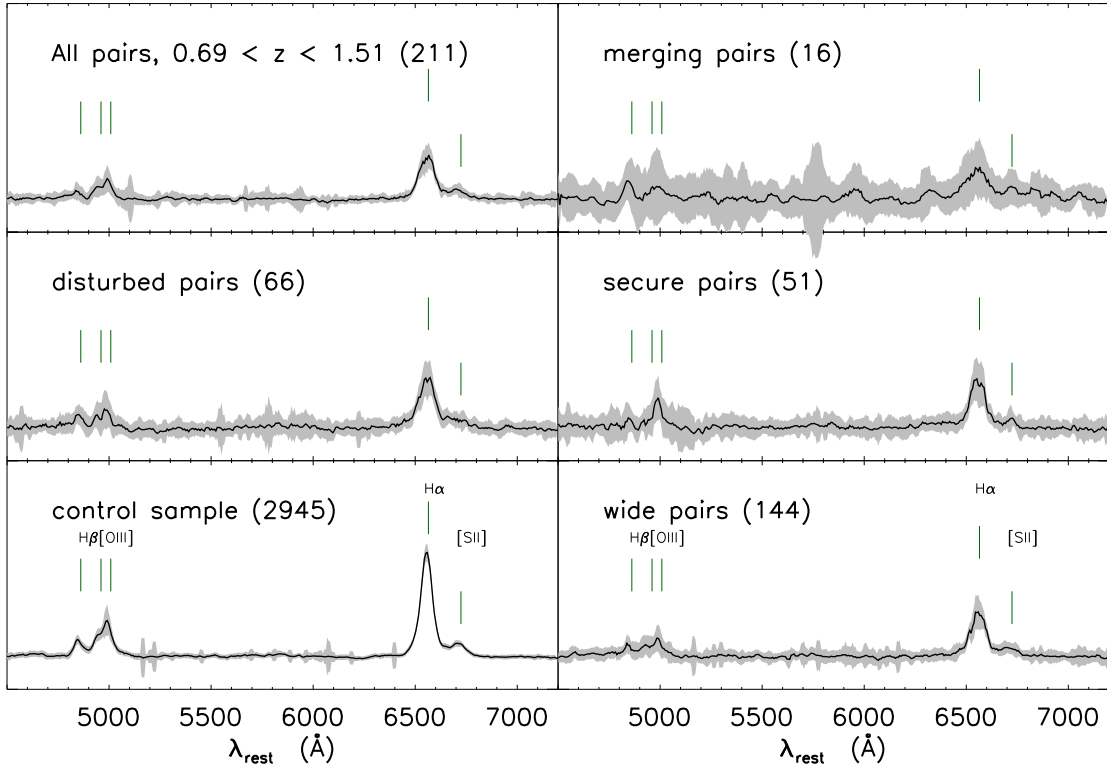 All pairs, 0.69 < z < 1.51 (211)
merging pairs (16)
disturbed pairs (66)
secure pairs (51)
control sample (2945)
Hα
Hβ[OIII]
[SII]
wide pairs (144)
Hα
Hβ[OIII]
[SII]
5000 5500 6000 6500 7000
λrest (Å)
5000 5500 6000 6500 7000
λrest (Å)